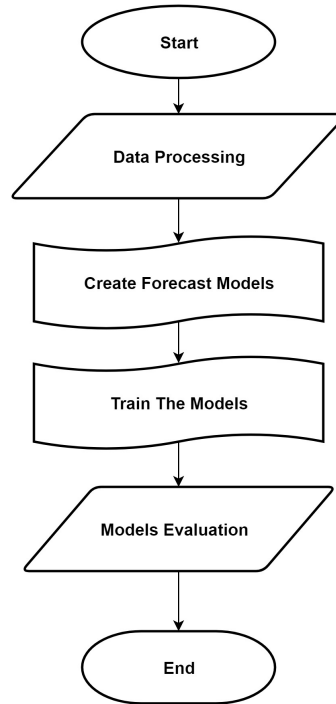 Start
Data Processing
Create Forecast Models
Train The Models
Models Evaluation
End